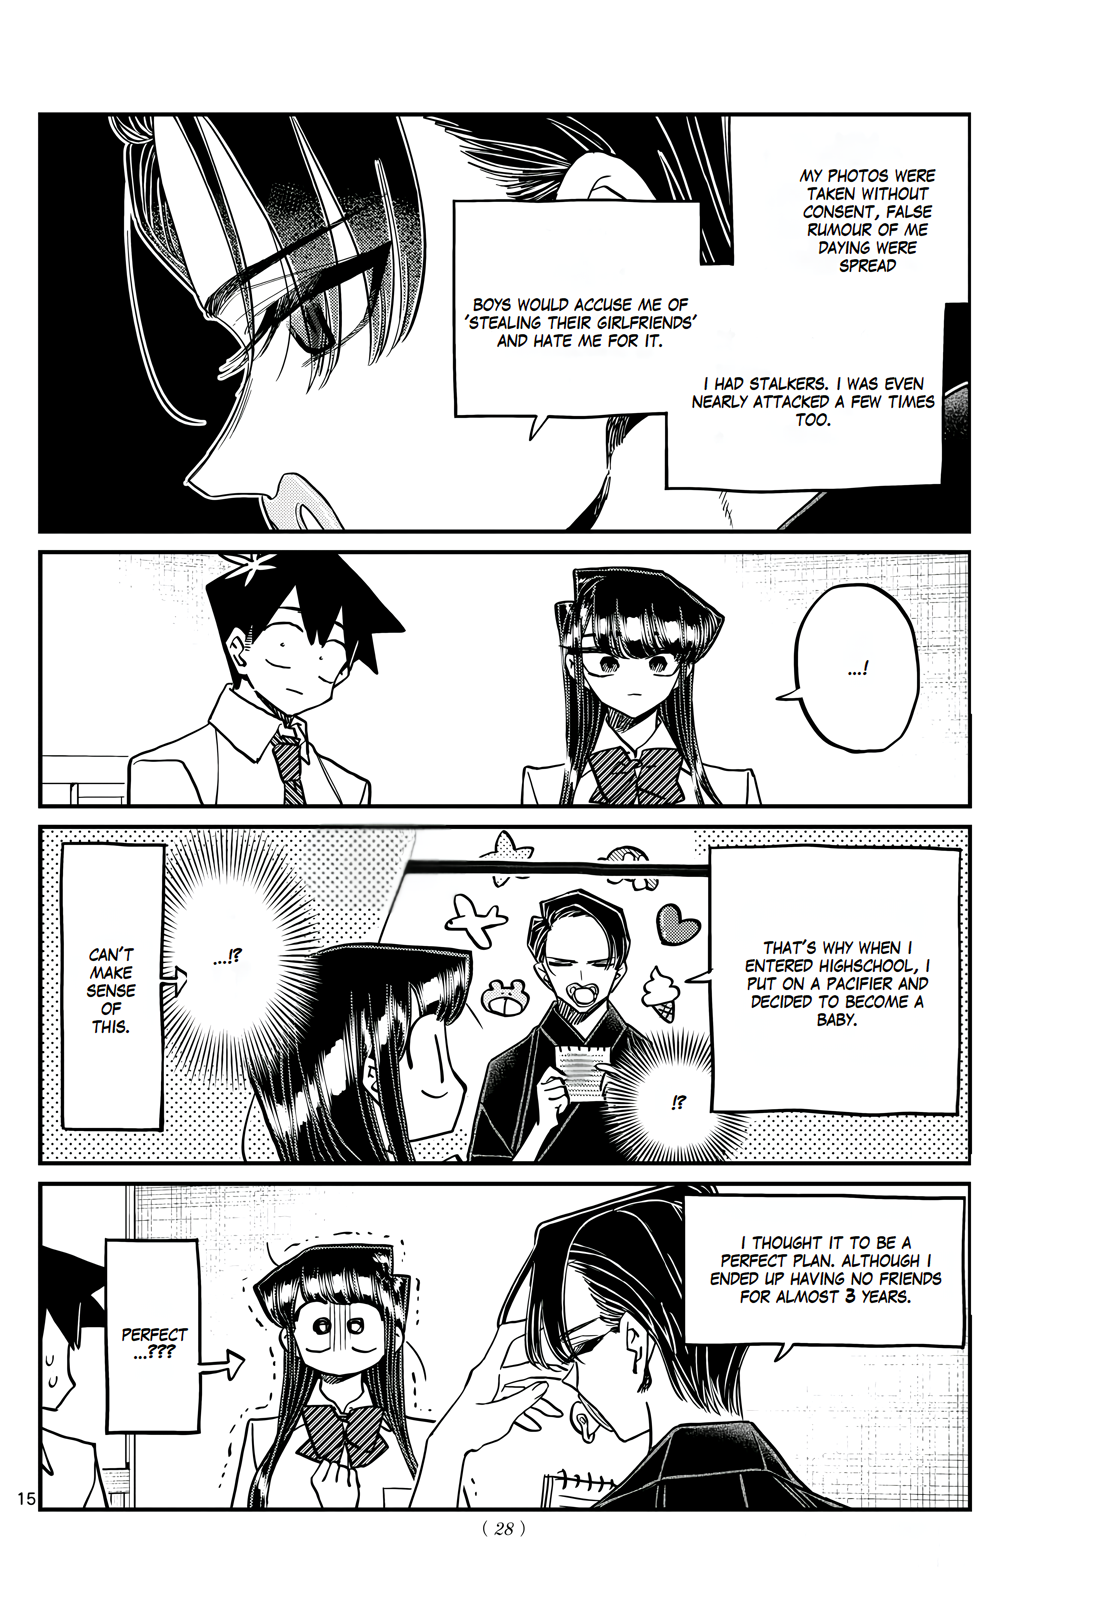 MY PHOTOS WERE
TAKEN WITHOUT
CONSENT, FALSE
RUMOUR OF ME
DAYING WERE
SPREAD
BOYS WOULD ACCUSE ME OF
'STEALING THEIR GIRLFRIENDS'
AND HATE ME FOR IT.
I HAD STALKERS. I WAS EVEN
NEARLY ATTACKED A FEW TIMES
TOO.
...!
THAT'S WHY WHEN I
ENTERED HIGHSCHOOL, I
PUT ON A PACIFIER AND
DECIDED TO BECOME A
BABY.
!?
...!?
CAN'T
MAKE
SENSE
OF
THIS.
I THOUGHT IT TO BE A
PERFECT PLAN. ALTHOUGH I
ENDED UP HAVING NO FRIENDS
FOR ALMOST 3 YEARS.
PERFECT
...???
15
( 28 )